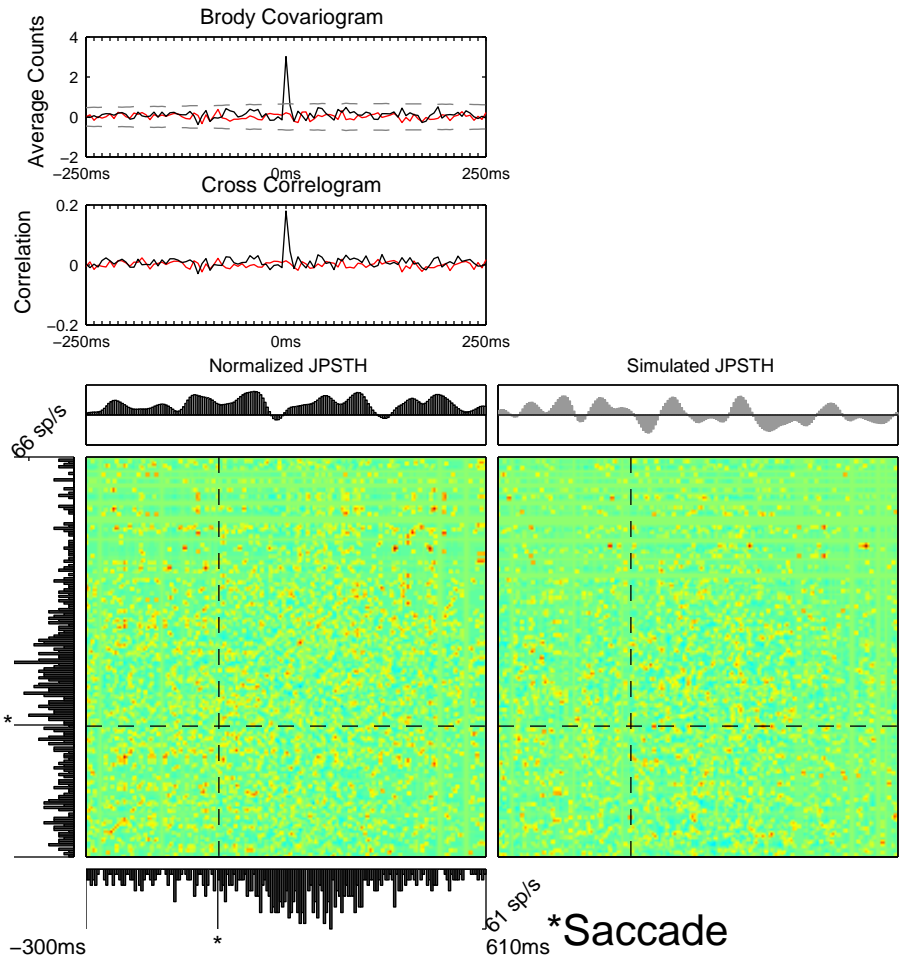 Brody Covariogram
Average Counts
4
2
0
−2
−250ms
0ms
250ms
Cross Correlogram
Correlation
0.2
0
−0.2
−250ms
0ms
250ms
Normalized JPSTH
Simulated JPSTH
66 sp/s
*
*
61 sp/s
−300ms
610ms
*Saccade